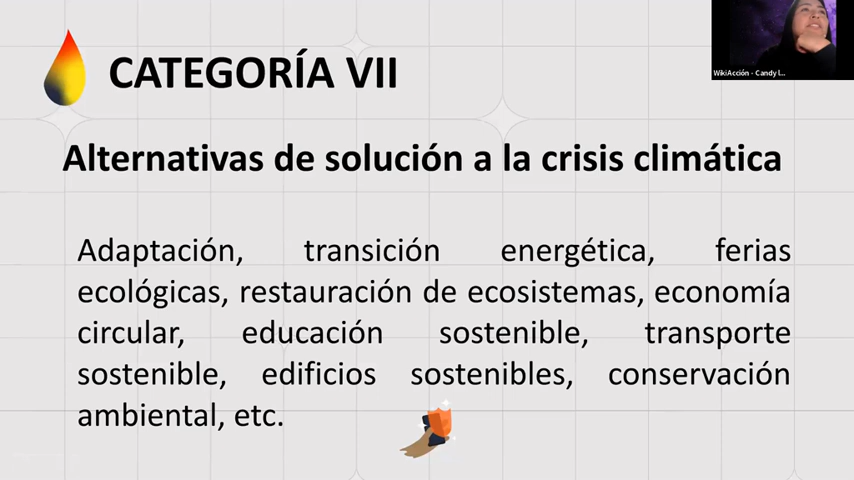 CATEGORÍA VII
WikiAcción - Candy l...
Alternativas de solución a la crisis climática
Adaptación, transición energética, ferias
ecológicas, restauración de ecosistemas, economía
circular, educación sostenible, transporte
sostenible, edificios sostenibles, conservación
ambiental, etc.